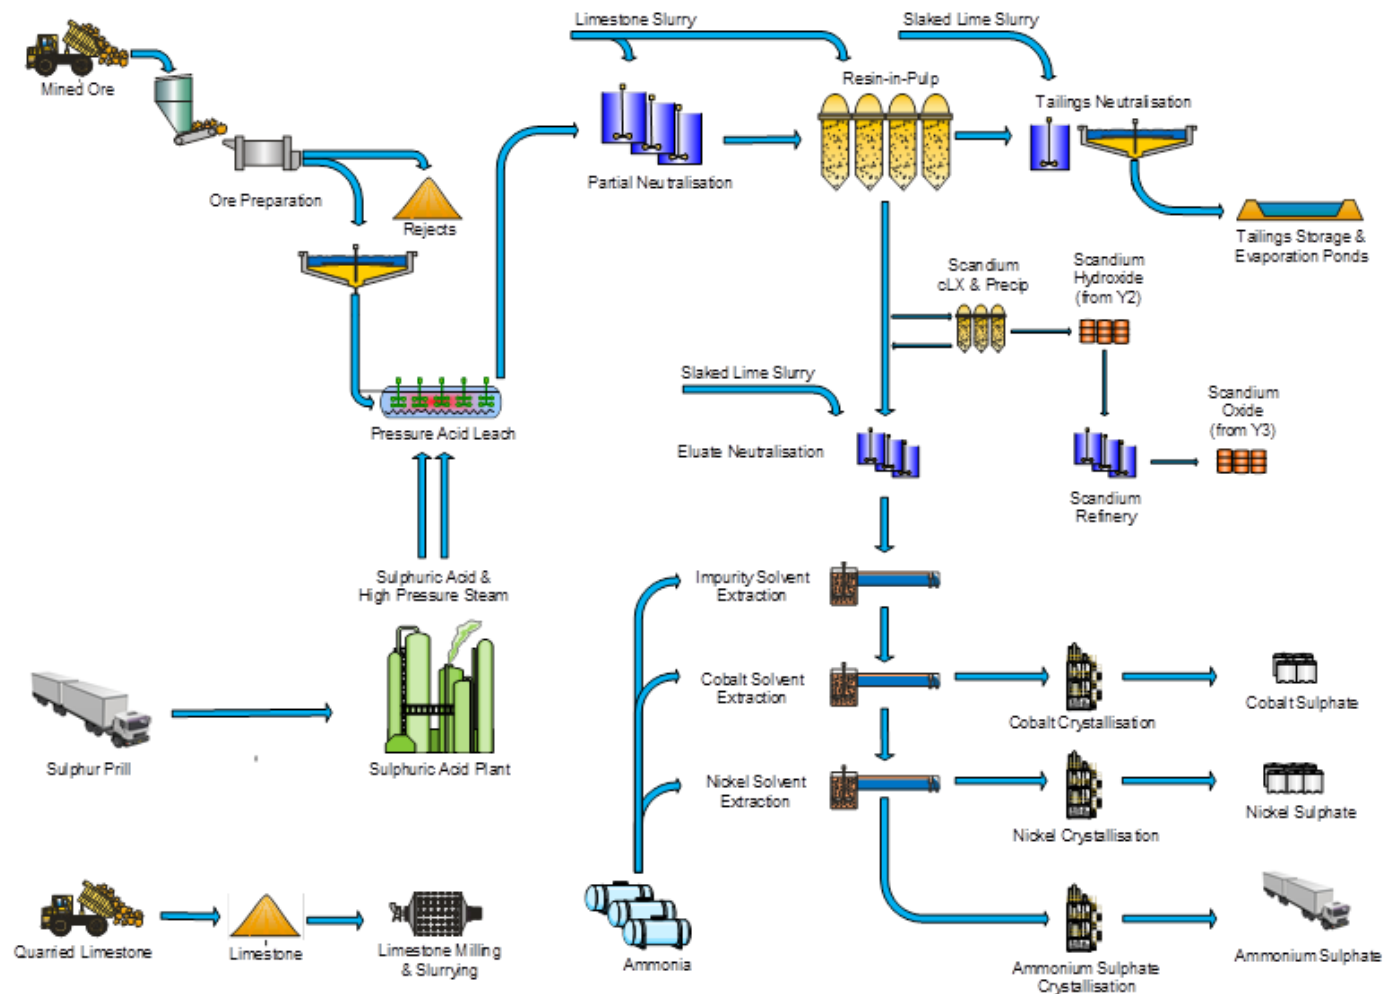 Limestone Slurry
Slaked Lime Slurry
Mined Ore
Resin-in-Pulp
Tailings Neutralisation
Partial Neutralisation
Ore Preparation
Rejects
Tailings Storage &
Evaporation Ponds
Scandium
cLX & Precip
Scandium
Hydroxide
(from Y2)
Slaked Lime Slurry
Scandium
Oxide
(from Y3)
Pressure Acid Leach
Eluate Neutralisation
Scandium
Refinery
Sulphuric Acid &
High Pressure Steam
Impurity Solvent
Extraction
Cobalt Solvent
Extraction
Cobalt Crystallisation
Cobalt Sulphate
Sulphur Prill
Sulphuric Acid Plant
Nickel Solvent
Extraction
Nickel Crystallisation
Nickel Sulphate
Quarried Limestone
Limestone
Limestone Milling
& Slurrying
Ammonia
Ammonium Sulphate
Crystallisation
Ammonium Sulphate